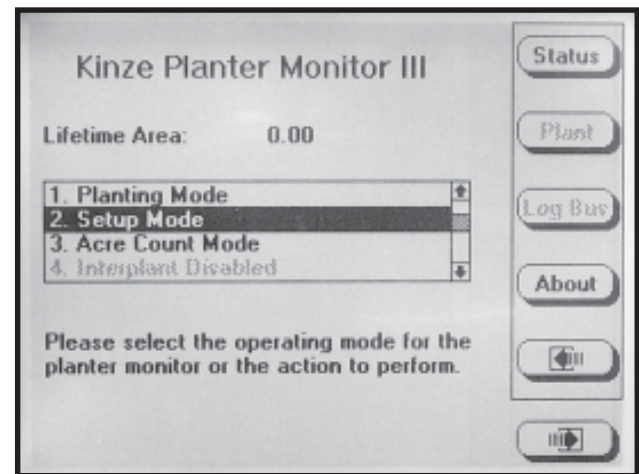 Kinze Planter Monitor III
Lifetime Area: 0.00
1. Planting Mode
2. Setup Mode
3. Acre Count Mode
4. Interplant Disabled
Please select the operating mode for the
planter monitor or the action to perform.
Status
Plant
Log Bus
About